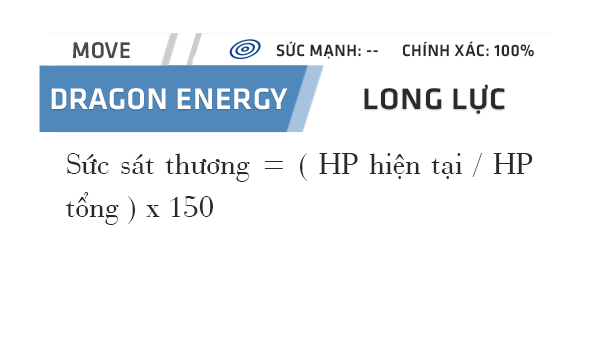 MOVE SỨC MẠNH: -- CHÍNH XÁC: 100%
DRAGON ENERGY LONG LỰC
Sức sát thương = ( HP hiện tại / HP
tổng ) x 150